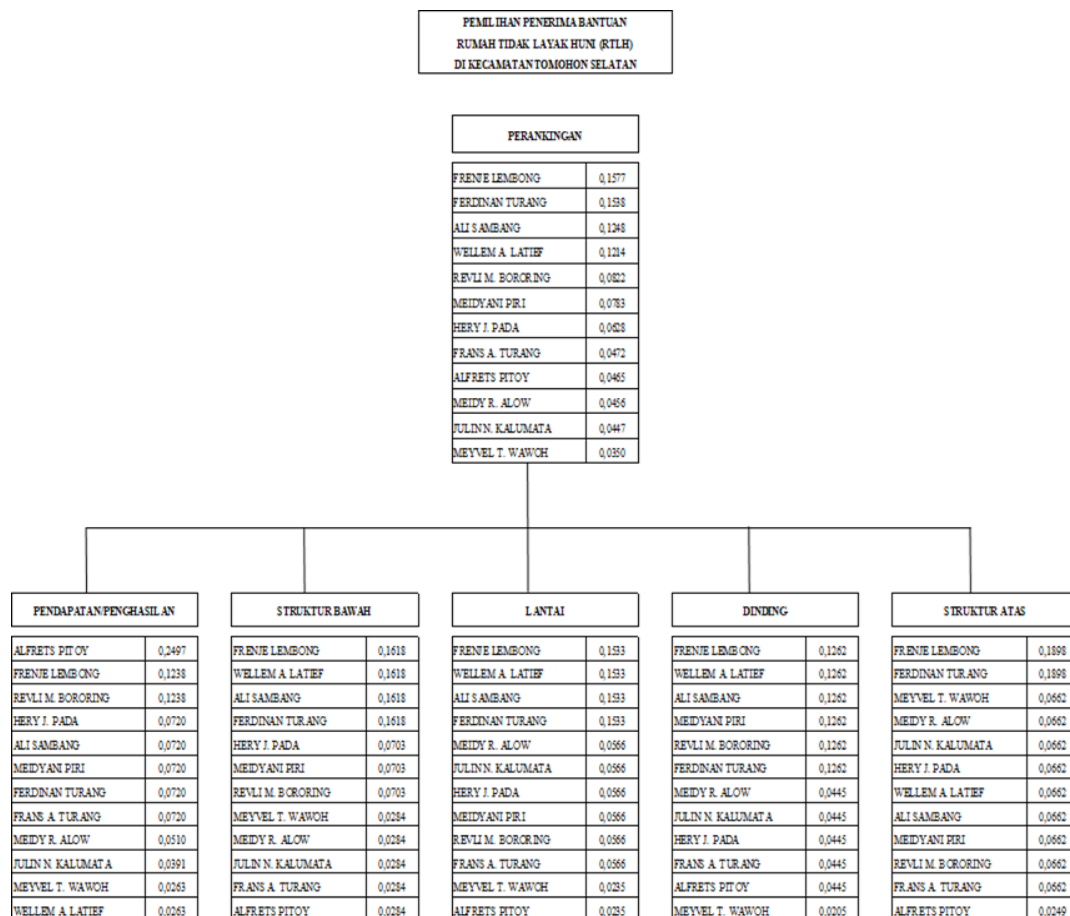 PEMILIHAN PENERIMA BANTUAN
RUMAH TIDAK LAYAK HUNI (RTLH)
DI KECAMATAN TOMOHON SELATAN
PERANKINGAN
FRENJE LEMBONG 0,1577
FERDINAN TURANG 0,1538
ALI SAMBANG 0,1248
WELLEM A. LATIEF 0,1214
REVLI M. BORORING 0,0822
MEIDYANI PIRI 0,0783
HERY J. PADA 0,0628
FRANS A. TURANG 0,0472
ALFRETS PITOY 0,0465
MEIDY R. ALOW 0,0456
JULIN N. KALUMATA 0,0447
MEYVEL T. WAWOH 0,0350
PENDAPATAN/PENGHASILAN
ALFRETS PITOY 0,2497
FRENJE LEMBONG 0,1238
REVLI M. BORORING 0,1238
HERY J. PADA 0,0720
ALI SAMBANG 0,0720
MEIDYANI PIRI 0,0720
FERDINAN TURANG 0,0720
FRANS A. TURANG 0,0720
MEIDY R. ALOW 0,0510
JULIN N. KALUMATA 0,0391
MEYVEL T. WAWOH 0,0263
WELLEM A. LATIEF 0,0263
STRUKTUR BAWAH
FRENJE LEMBONG 0,1618
WELLEM A. LATIEF 0,1618
ALI SAMBANG 0,1618
FERDINAN TURANG 0,1618
HERY J. PADA 0,0703
MEIDYANI PIRI 0,0703
REVLI M. BORORING 0,0703
MEYVEL T. WAWOH 0,0284
MEIDY R. ALOW 0,0284
JULIN N. KALUMATA 0,0284
FRANS A. TURANG 0,0284
ALFRETS PITOY 0,0284
LANTAI
FRENJE LEMBONG 0,1533
WELLEM A. LATIEF 0,1533
ALI SAMBANG 0,1533
FERDINAN TURANG 0,1533
MEIDY R. ALOW 0,0566
JULIN N. KALUMATA 0,0566
HERY J. PADA 0,0566
MEIDYANI PIRI 0,0566
REVLI M. BORORING 0,0566
FRANS A. TURANG 0,0566
MEYVEL T. WAWOH 0,0235
ALFRETS PITOY 0,0235
DINDING
FRENJE LEMBONG 0,1262
WELLEM A. LATIEF 0,1262
ALI SAMBANG 0,1262
MEIDYANI PIRI 0,1262
REVLI M. BORORING 0,1262
FERDINAN TURANG 0,1262
MEIDY R. ALOW 0,0445
JULIN N. KALUMATA 0,0445
HERY J. PADA 0,0445
FRANS A. TURANG 0,0445
ALFRETS PITOY 0,0445
MEYVEL T. WAWOH 0,0205
STRUKTUR ATAS
FRENJE LEMBONG 0,1898
FERDINAN TURANG 0,1898
MEYVEL T. WAWOH 0,0662
MEIDY R. ALOW 0,0662
JULIN N. KALUMATA 0,0662
HERY J. PADA 0,0662
WELLEM A. LATIEF 0,0662
ALI SAMBANG 0,0662
MEIDYANI PIRI 0,0662
REVLI M. BORORING 0,0662
FRANS A. TURANG 0,0662
ALFRETS PITOY 0,0249